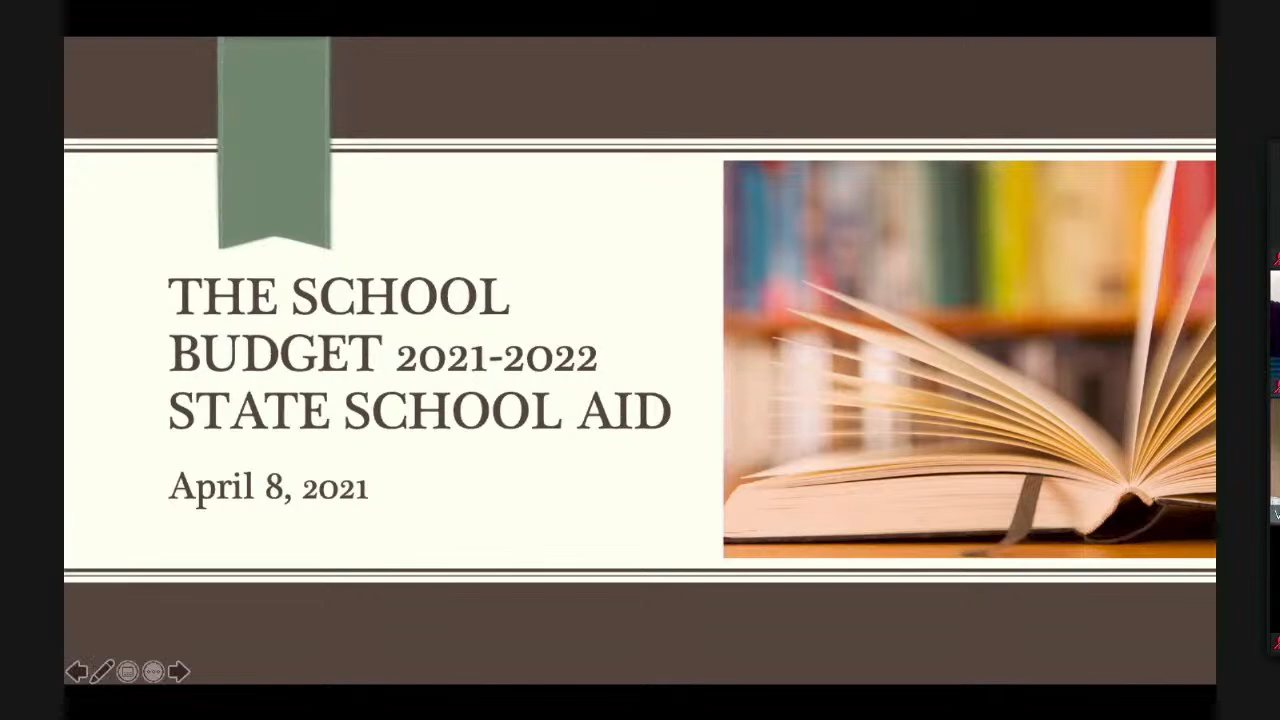 THE SCHOOL
BUDGET 2021-2022
STATE SCHOOL AID
April 8, 2021